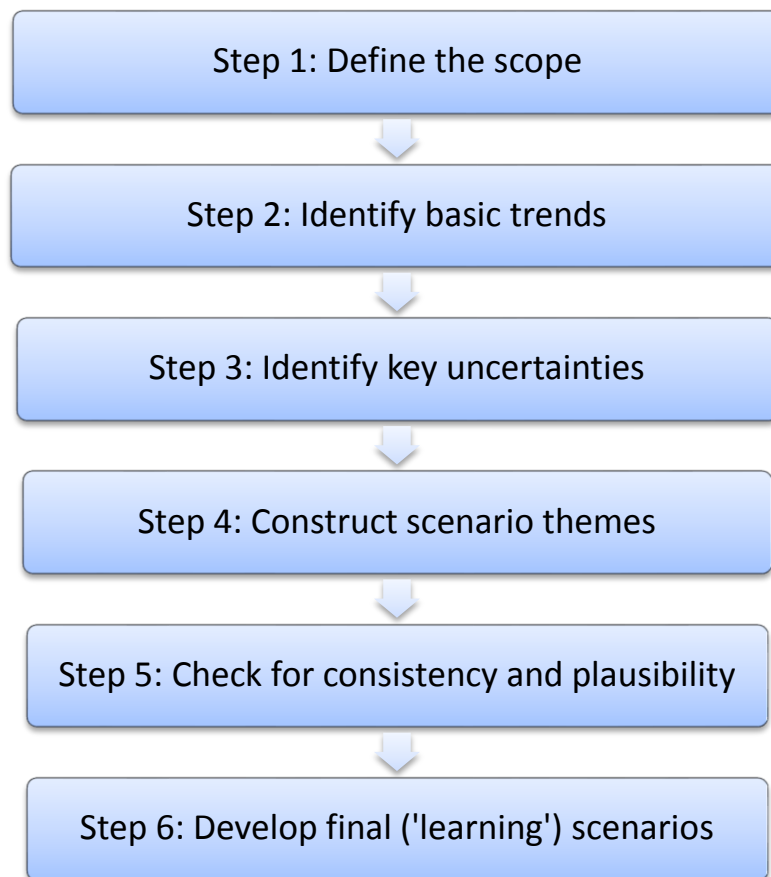 Step 1: Define the scope
Step 2: Identify basic trends
Step 3: Identify key uncertainties
Step 4: Construct scenario themes
Step 5: Check for consistency and plausibility
Step 6: Develop final ('learning') scenarios